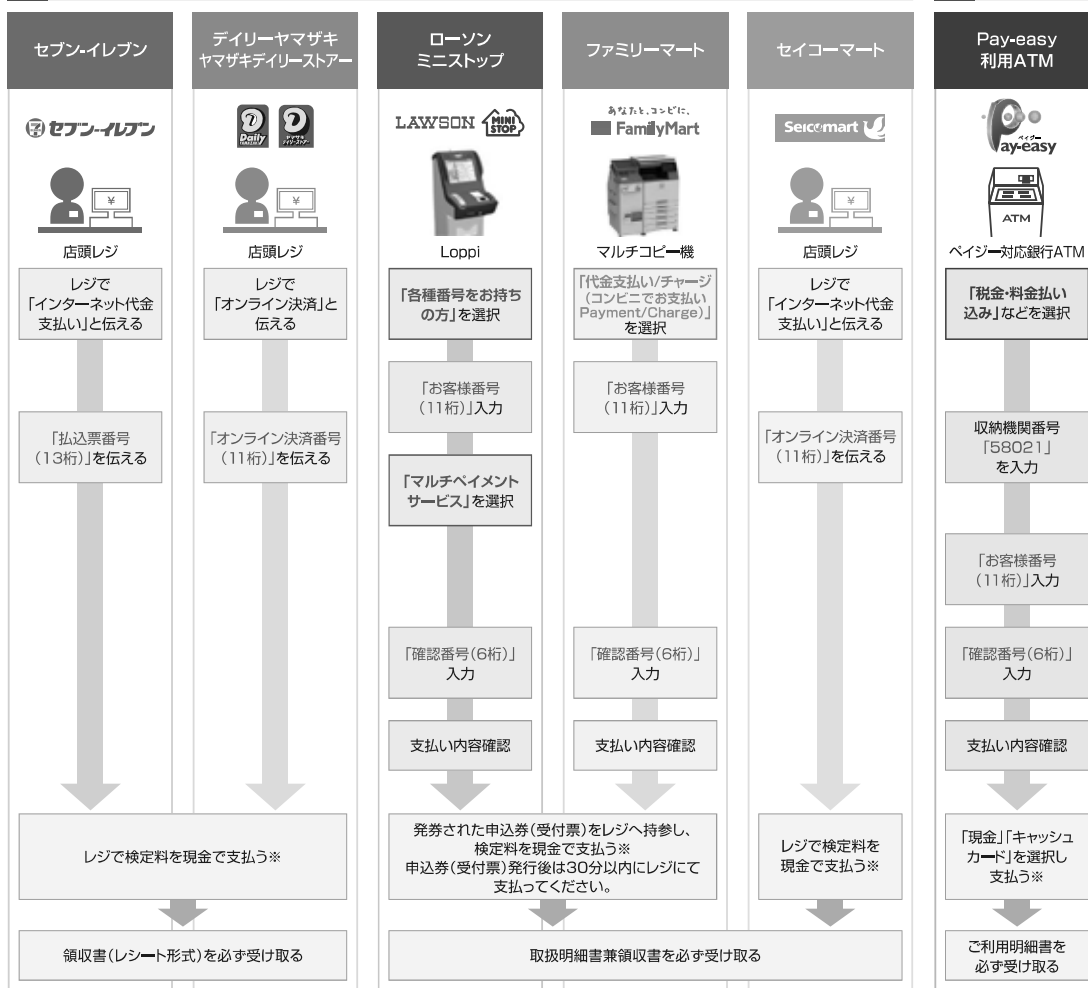 セブン-イレブン
セブン-イレブン
¥
店頭レジ
レジで
「インターネット代金
支払い」と伝える
「払込票番号
(13桁)」を伝える
デイリーヤマザキ
ヤマザキデイリーストアー
Daily
YAMAZAKI
ヤマザキ
デイリーストアー
¥
店頭レジ
レジで
「オンライン決済」と
伝える
「オンライン決済番号
(11桁)」を伝える
レジで検定料を現金で支払う※
領収書(レシート形式)を必ず受け取る
ローソン
ミニストップ
LAWSON
MINI
STOP
Loppi
「各種番号をお持ち
の方」を選択
「お客様番号
(11桁)」入力
「マルチペイメント
サービス」を選択
「確認番号(6桁)」
入力
支払い内容確認
ファミリーマート
あなたと、コンビに、
FamilyMart
マルチコピー機
「代金支払い/チャージ
(コンビニでお支払い
Payment/Charge)」
を選択
「お客様番号
(11桁)」入力
「確認番号(6桁)」
入力
支払い内容確認
発券された申込券(受付票)をレジへ持参し、
検定料を現金で支払う※
申込券(受付票)発行後は30分以内にレジにて
支払ってください。
セイコーマート
Seicomart
¥
店頭レジ
レジで
「インターネット代金
支払い」と伝える
「オンライン決済番号
(11桁)」を伝える
レジで検定料を
現金で支払う※
取扱明細書兼領収書を必ず受け取る
Pay-easy
利用ATM
ペイジー
Pay-easy
ATM
ペイジー対応銀行ATM
「税金・料金払い
込み」などを選択
収納機関番号
「58021」
を入力
「お客様番号
(11桁)」入力
「確認番号(6桁)」
入力
支払い内容確認
「現金」「キャッシュ
カード」を選択し
支払う※
ご利用明細書を
必ず受け取る